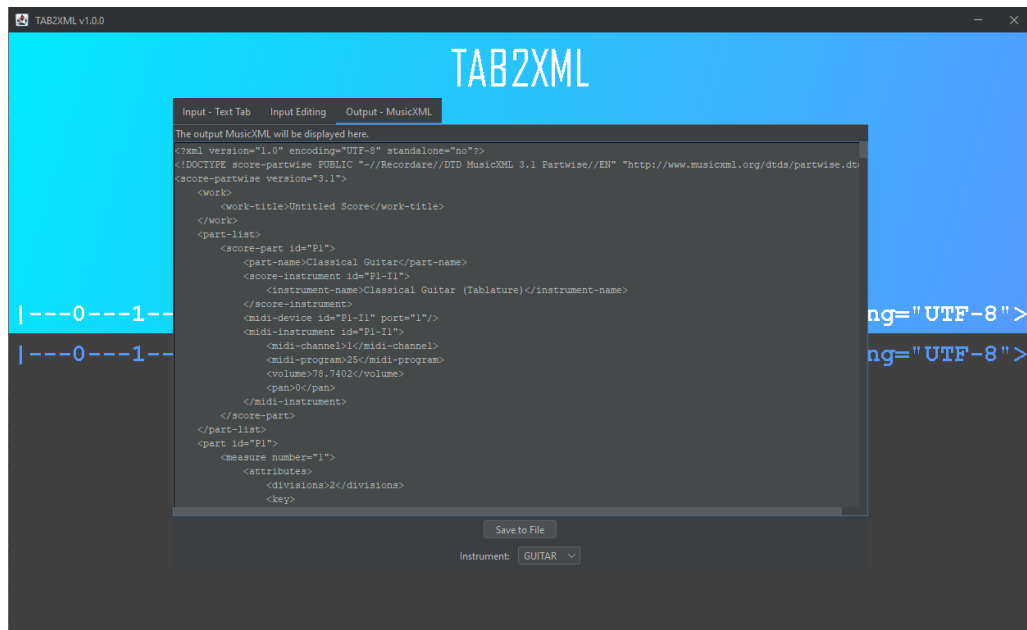 TAB2XML v1.0.0
TAB2XML
Input - Text Tab Input Editing Output - MusicXML
The output MusicXML will be displayed here.
<?xml version="1.0" encoding="UTF-8" standalone="no"?>
<!DOCTYPE score-partwise PUBLIC "-//Recordare//DTD MusicXML 3.1 Partwise//EN" "http://www.musicxml.org/dtds/partwise.dt
<score-partwise version="3.1">
<work>
<work-title>Untitled Score</work-title>
</work>
<part-list>
<score-part id="P1">
<part-name>Classical Guitar</part-name>
<score-instrument id="P1-I1">
<instrument-name>Classical Guitar (Tablature)</instrument-name>
</score-instrument>
<midi-device id="P1-I1" port="1"/>
<midi-instrument id="P1-I1">
<midi-channel>1</midi-channel>
<midi-program>25</midi-program>
<volume>78.7402</volume>
<pan>0</pan>
</midi-instrument>
</score-part>
</part-list>
<part id="P1">
<measure number="1">
<attributes>
<divisions>2</divisions>
<key>
|---0---1-- ng="UTF-8">
|---0---1-- ng="UTF-8">
Save to File
Instrument: GUITAR